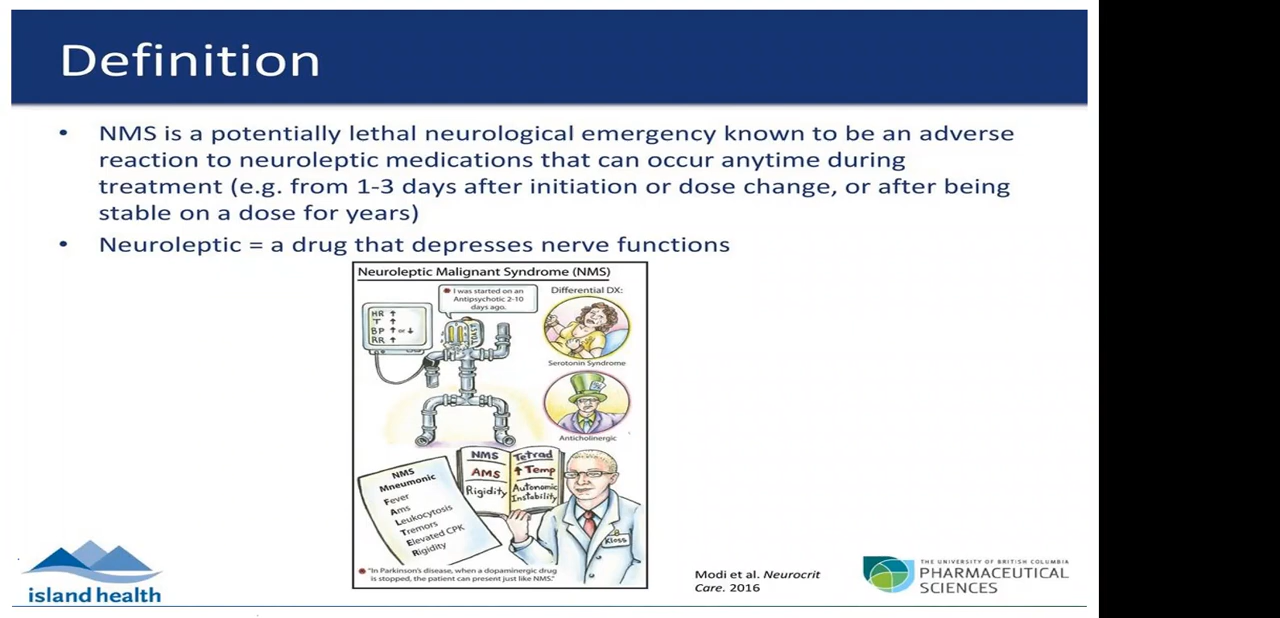 Definition
• NMS is a potentially lethal neurological emergency known to be an adverse
reaction to neuroleptic medications that can occur anytime during
treatment (e.g. from 1-3 days after initiation or dose change, or after being
stable on a dose for years)
• Neuroleptic = a drug that depresses nerve functions
Neuroleptic Malignant Syndrome (NMS)
I was started on an
Antipsychotic 2-10
days ago.
HR ↑
T ↑
BP ↑ or ↓
RR ↑
Differential DX:
Serotonin Syndrome
Anticholinergic
NMS
AMS
Rigidity
Tetrad
↑ Temp
Autonomic
Instability
NMS
Mneumonic
Fever
Ams
Leukocytosis
Tremors
Elevated CPK
Rigidity
Kloss
"In Parkinson's disease, when a dopaminergic drug
is stopped, the patient can present just like NMS."
island health
Modi et al. Neurocrit
Care. 2016
THE UNIVERSITY OF BRITISH COLUMBIA
PHARMACEUTICAL
SCIENCES